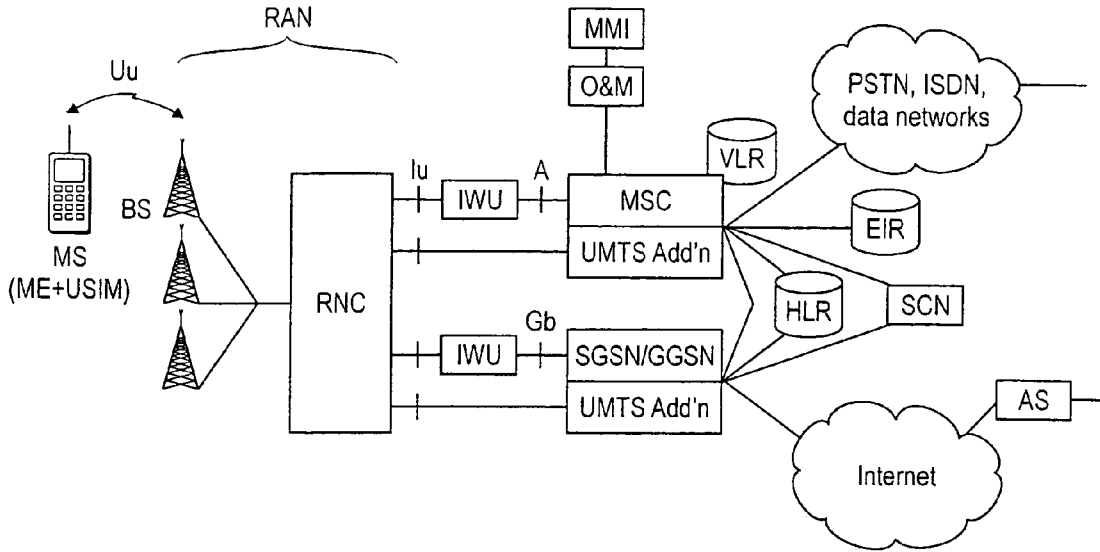 RAN
MMI
Uu
O&M
PSTN, ISDN,
data networks
VLR
Iu
A
IWU
MSC
BS
UMTS Add'n
EIR
MS
(ME+USIM)
RNC
HLR
SCN
Gb
IWU
SGSN/GGSN
UMTS Add'n
AS
Internet